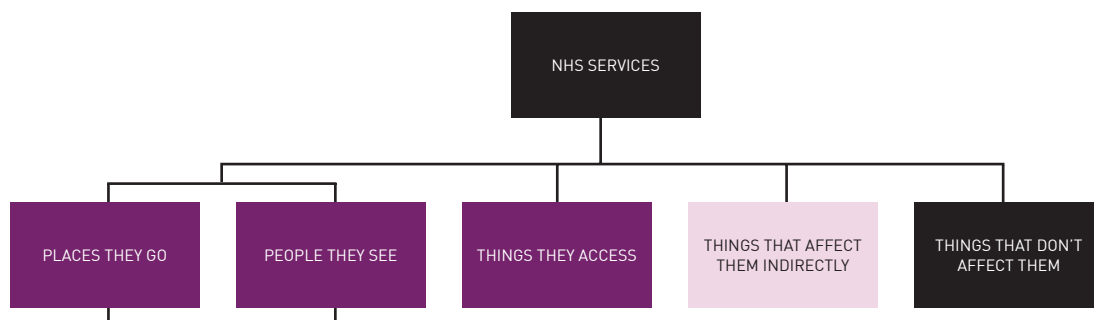 NHS SERVICES
PLACES THEY GO
PEOPLE THEY SEE
THINGS THEY ACCESS
THINGS THAT AFFECT
THEM INDIRECTLY
THINGS THAT DON'T
AFFECT THEM